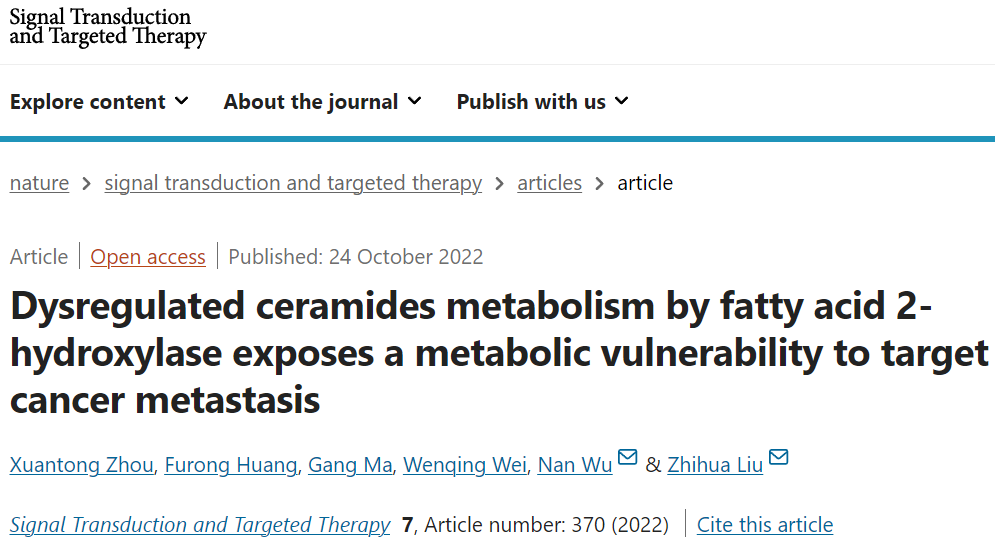 Signal Transduction
and Targeted Therapy
Explore content About the journal Publish with us
nature > signal transduction and targeted therapy > articles > article
Article | Open access | Published: 24 October 2022
Dysregulated ceramides metabolism by fatty acid 2-
hydroxylase exposes a metabolic vulnerability to target
cancer metastasis
Xuantong Zhou, Furong Huang, Gang Ma, Wenqing Wei, Nan Wu & Zhihua Liu
Signal Transduction and Targeted Therapy 7, Article number: 370 (2022) | Cite this article